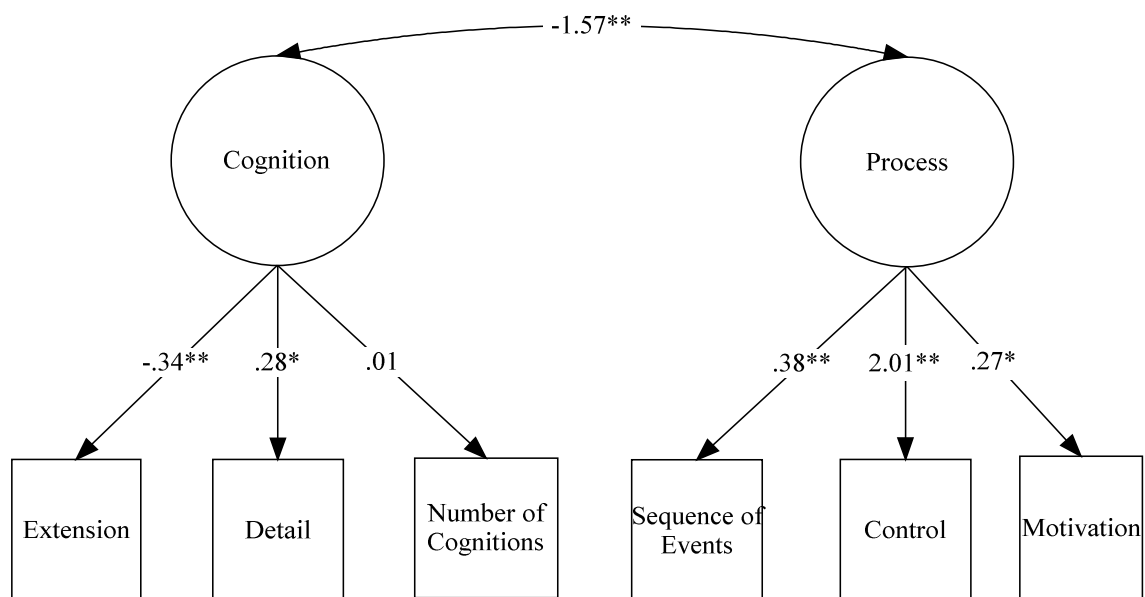 -1.57**
Cognition
Process
-.34**
.28*
.01
.38**
2.01**
.27*
Extension
Detail
Number of
Cognitions
Sequence of
Events
Control
Motivation